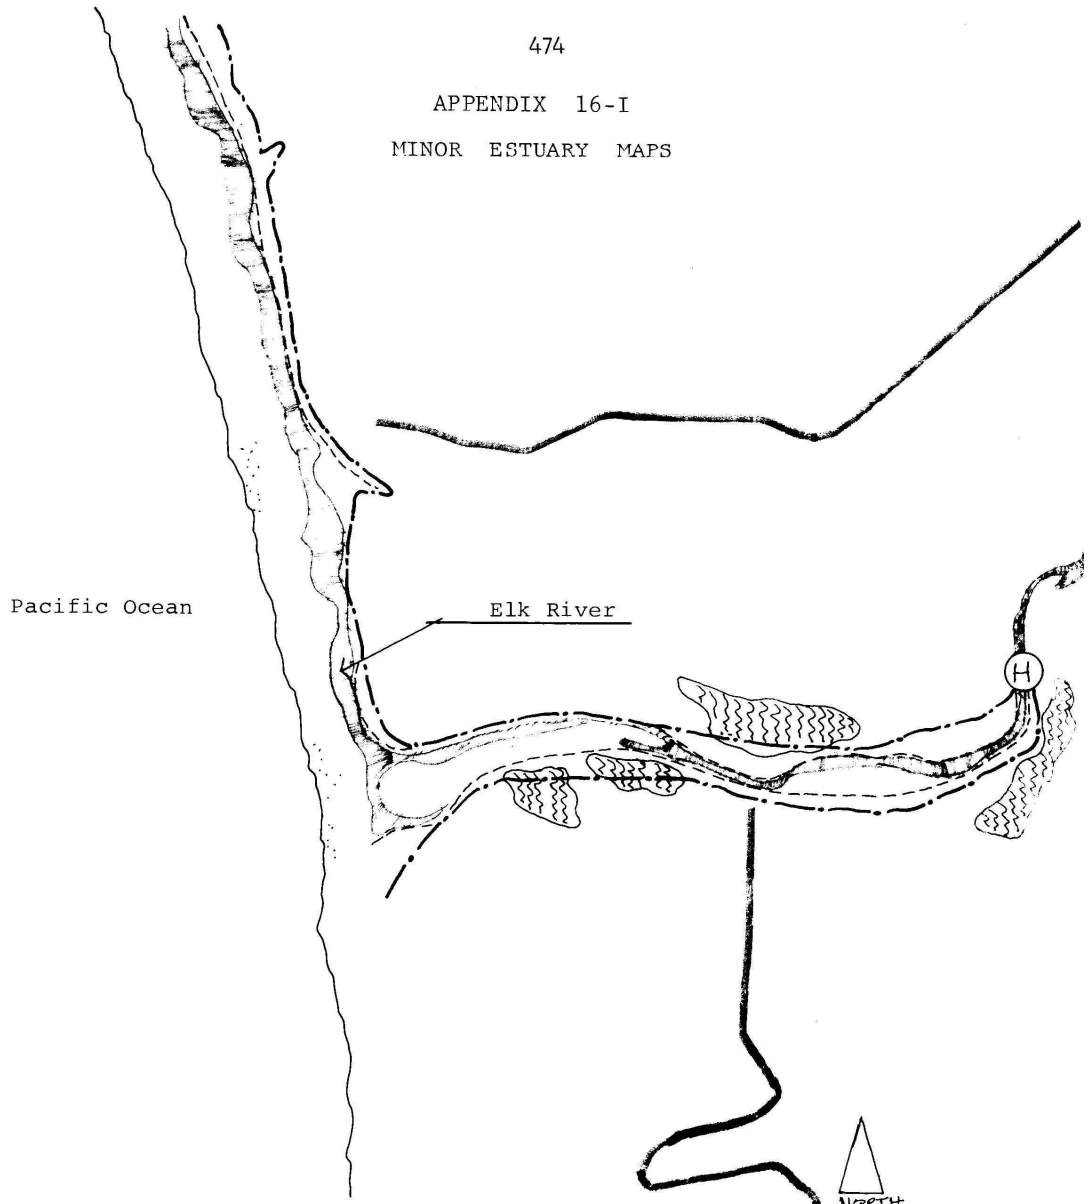 474
APPENDIX 16-I
MINOR ESTUARY MAPS
Pacific Ocean
Elk River
H
NORTH